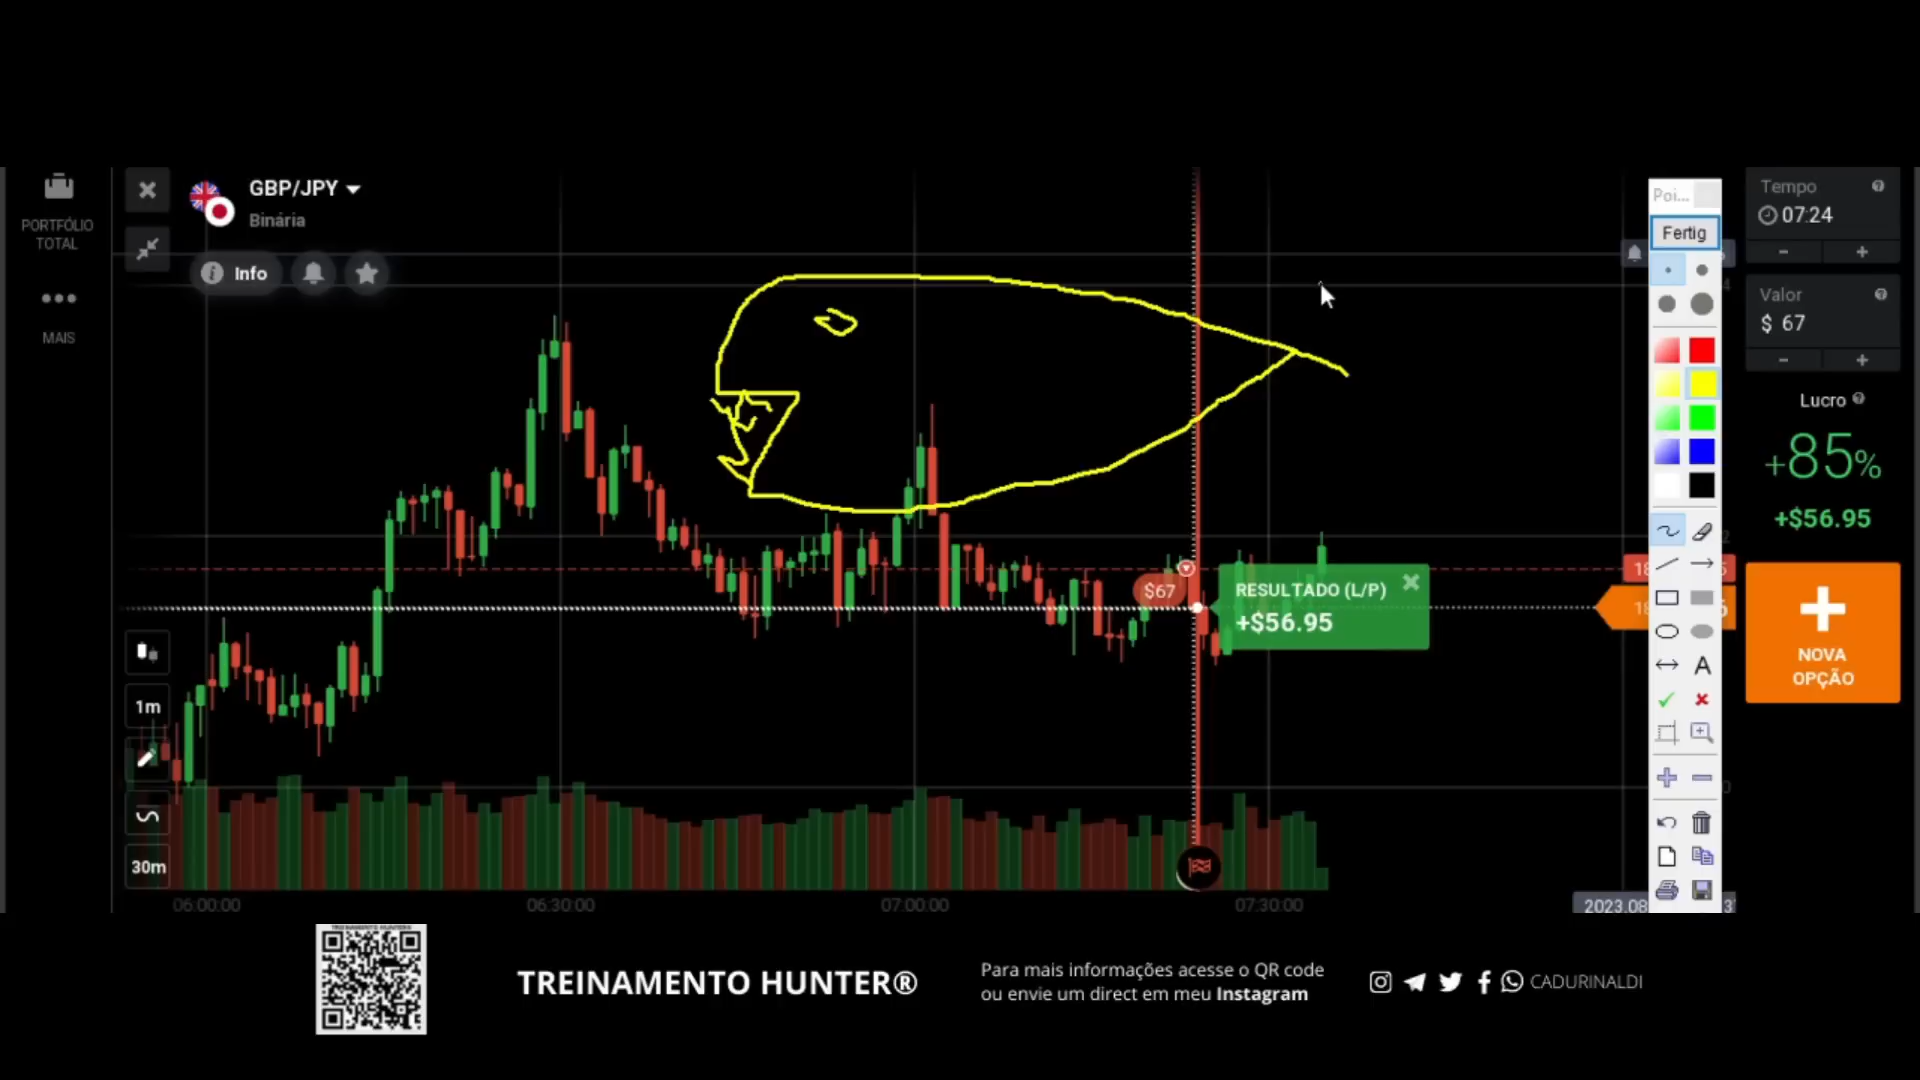 PORTFÓLIO
TOTAL
MAIS
GBP/JPY
Binária
Info
Poi...
Fertig
Tempo
07:24
-
+
Valor
$ 67
-
+
Lucro
+85%
+$56.95
NOVA
OPÇÃO
$67
RESULTADO (L/P)
+$56.95
A
1m
30m
06:00:00
06:30:00
07:00:00
07:30:00
2023.08
TREINAMENTO HUNTER®
Para mais informações acesse o QR code
ou envie um direct em meu Instagram
CADURINALDI